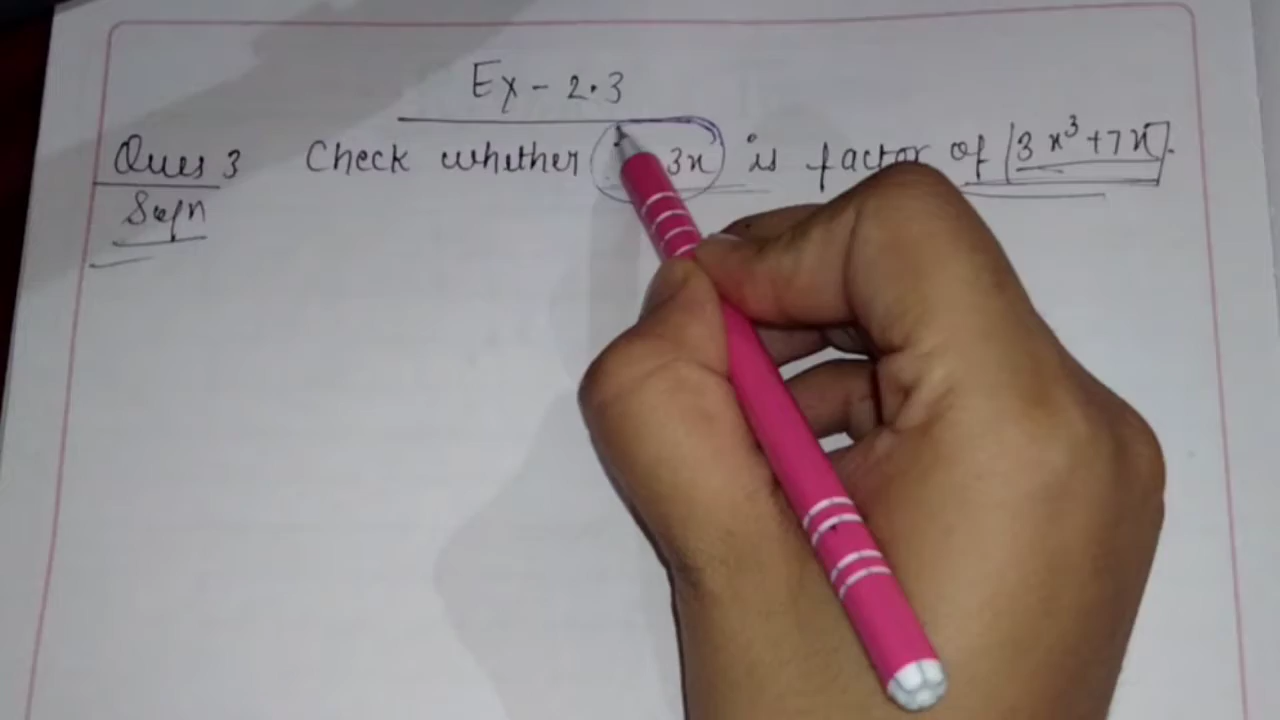 Ex - 2.3
Ques 3 Check whether 3x is factor of 3x³+7x.
Soln